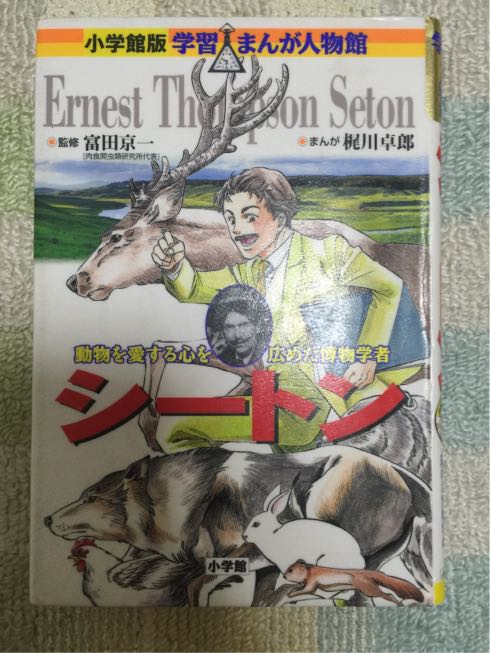 小学館版 学習まんが人物館
Ernest Thompson Seton
監修 富田京一
[肉食爬虫類研究所代表]
まんが 梶川卓郎
動物を愛する心を広めた博物学者
シートン
小学館